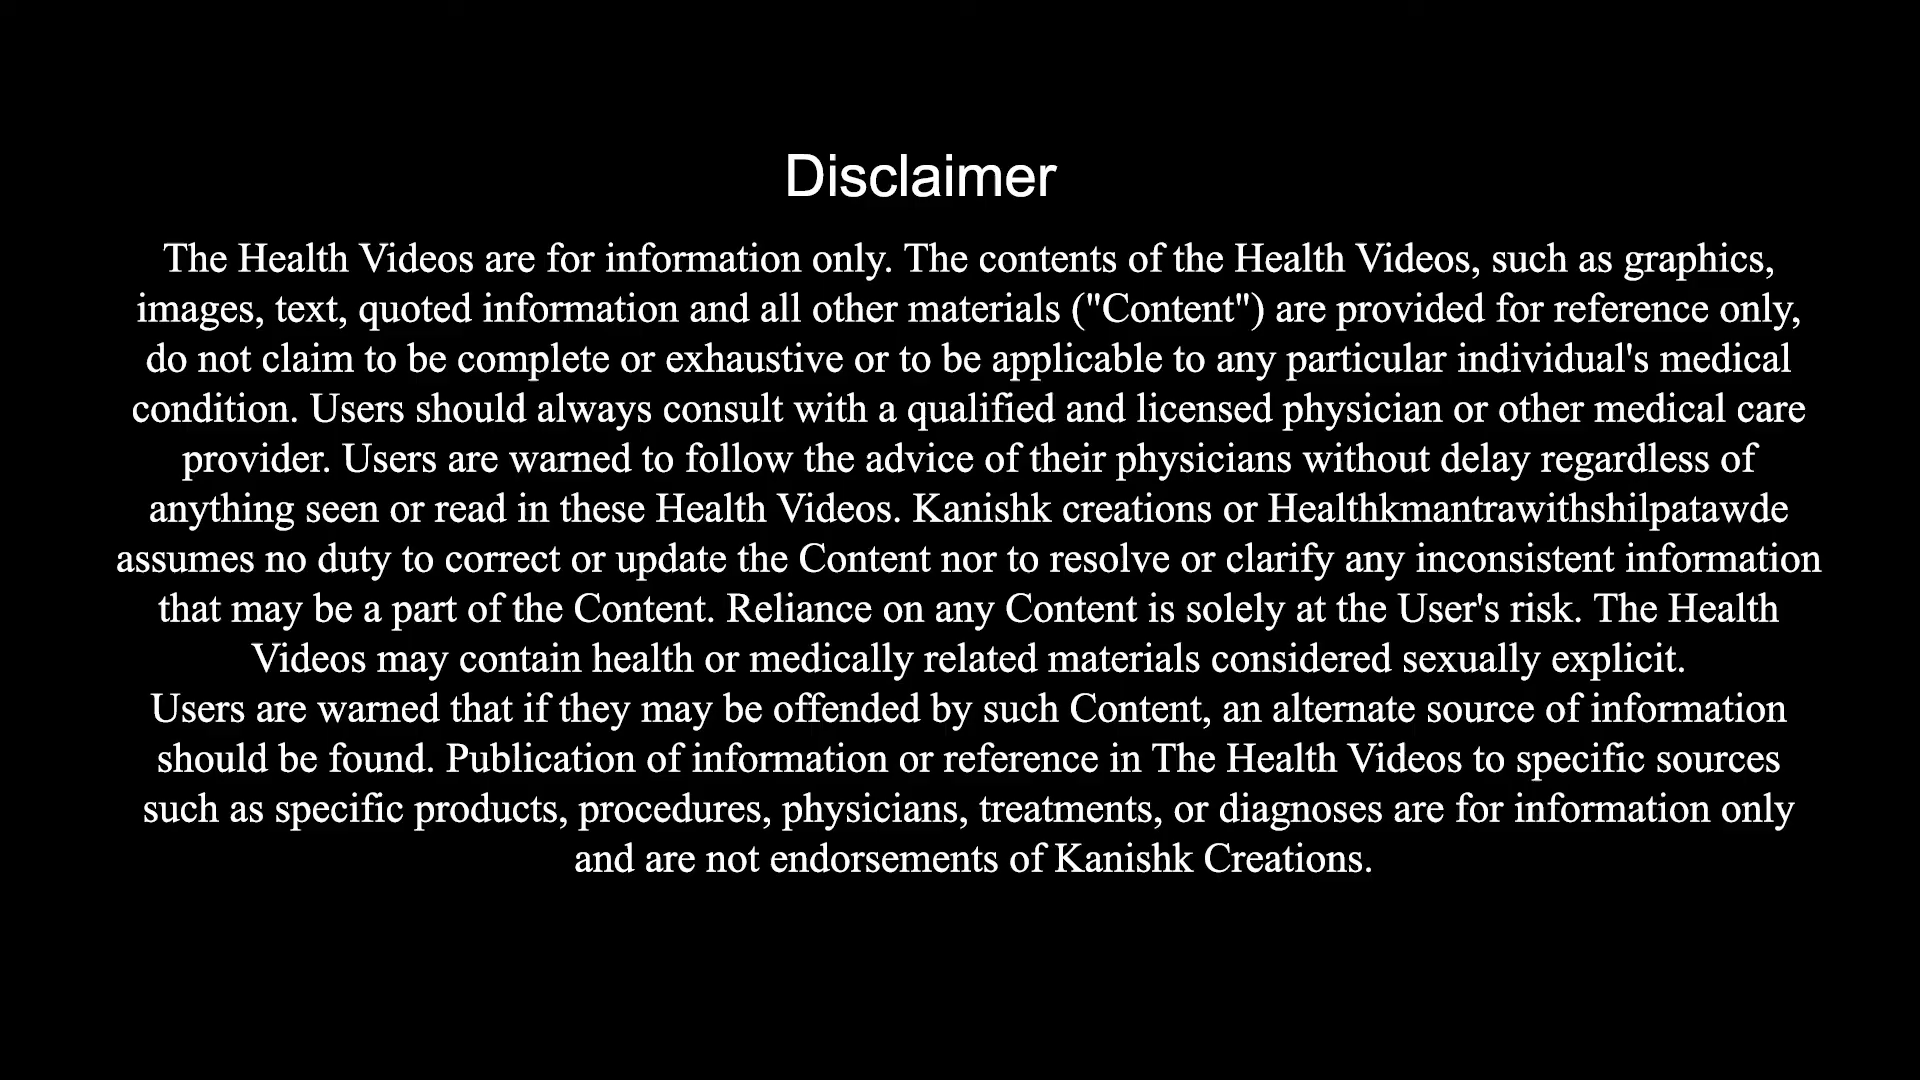 Disclaimer
The Health Videos are for information only. The contents of the Health Videos, such as graphics,
images, text, quoted information and all other materials ("Content") are provided for reference only,
do not claim to be complete or exhaustive or to be applicable to any particular individual's medical
condition. Users should always consult with a qualified and licensed physician or other medical care
provider. Users are warned to follow the advice of their physicians without delay regardless of
anything seen or read in these Health Videos. Kanishk creations or Healthkmantrawithshilpatawde
assumes no duty to correct or update the Content nor to resolve or clarify any inconsistent information
that may be a part of the Content. Reliance on any Content is solely at the User's risk. The Health
Videos may contain health or medically related materials considered sexually explicit.
Users are warned that if they may be offended by such Content, an alternate source of information
should be found. Publication of information or reference in The Health Videos to specific sources
such as specific products, procedures, physicians, treatments, or diagnoses are for information only
and are not endorsements of Kanishk Creations.